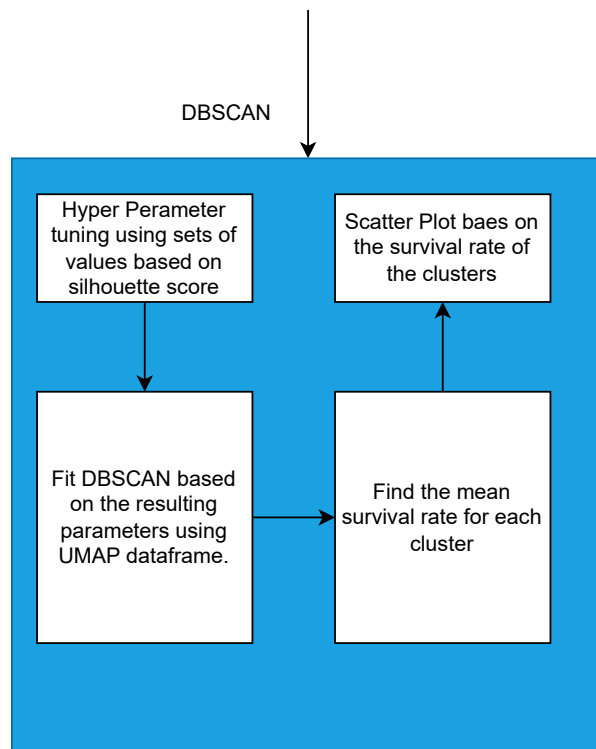 DBSCAN
Hyper Perameter
tuning using sets of
values based on
silhouette score
Fit DBSCAN based
on the resulting
parameters using
UMAP dataframe.
Find the mean
survival rate for each
cluster
Scatter Plot baes on
the survival rate of
the clusters